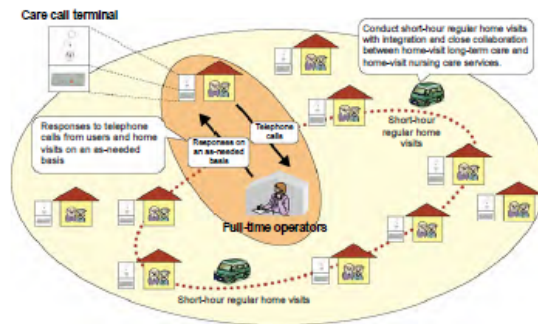 Care call terminal
Conduct short-hour regular home visits
with integration and close collaboration
between home-visit long-term care and
home-visit nursing care services.
Responses to telephone
calls from users and home
visits on an as-needed
basis
Telephone
calls
Responses on
an as-needed
basis
Short-hour
regular home
visits
Full-time operators
Short-hour regular home visits